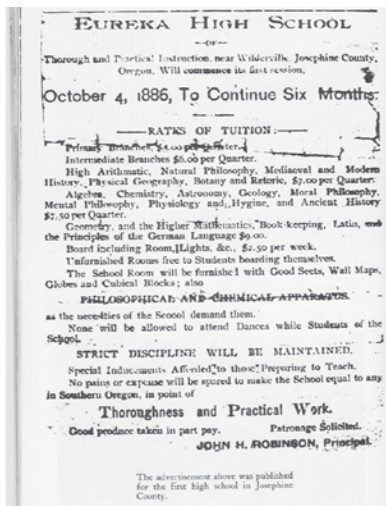 EUREKA HIGH SCHOOL
—OF—
Thorough and Practical Instruction, near Wilderville, Josephine County,
Oregon, Will commence its first session,
October 4, 1886, To Continue Six Months.
RATES OF TUITION:
Primary Branches, $4.00 per Quarter.
Intermediate Branches $6.00 per Quarter.
High Arithmatic, Natural Philosophy, Mediaeval and Modern
History, Physical Geography, Botany and Retoric, $7.00 per Quarter.
Algebra, Chemistry, Astronomy, Geology, Moral Philosophy,
Mental Philosophy, Physiology and Hygine, and Ancient History
$7.50 per Quarter.
Geometry, and the Higher Mathematics, Book-keeping, Latin, and
the Principles of the German Language $9.00.
Board including Room, Lights, &c., $2.50 per week.
Unfurnished Rooms free to Students boarding themselves.
The School Room will be furnished with Good Seets, Wall Maps,
Globes and Cubical Blocks; also
PHILOSOPHICAL AND CHEMICAL APPARATUS.
as the necesities of the Scoool demand them.
None will be allowed to attend Dances while Students of the
School.
STRICT DISCIPLINE WILL BE MAINTAINED.
Special Inducements Afforded to those Preparing to Teach.
No pains or expense will be spared to make the School equal to any
in Southern Oregon, in point of
Thoroughness and Practical Work.
Good produce taken in part pay. Patronage Solicited.
JOHN H. ROBINSON, Principal.
The advertisement above was published
for the first high school in Josephine
County.